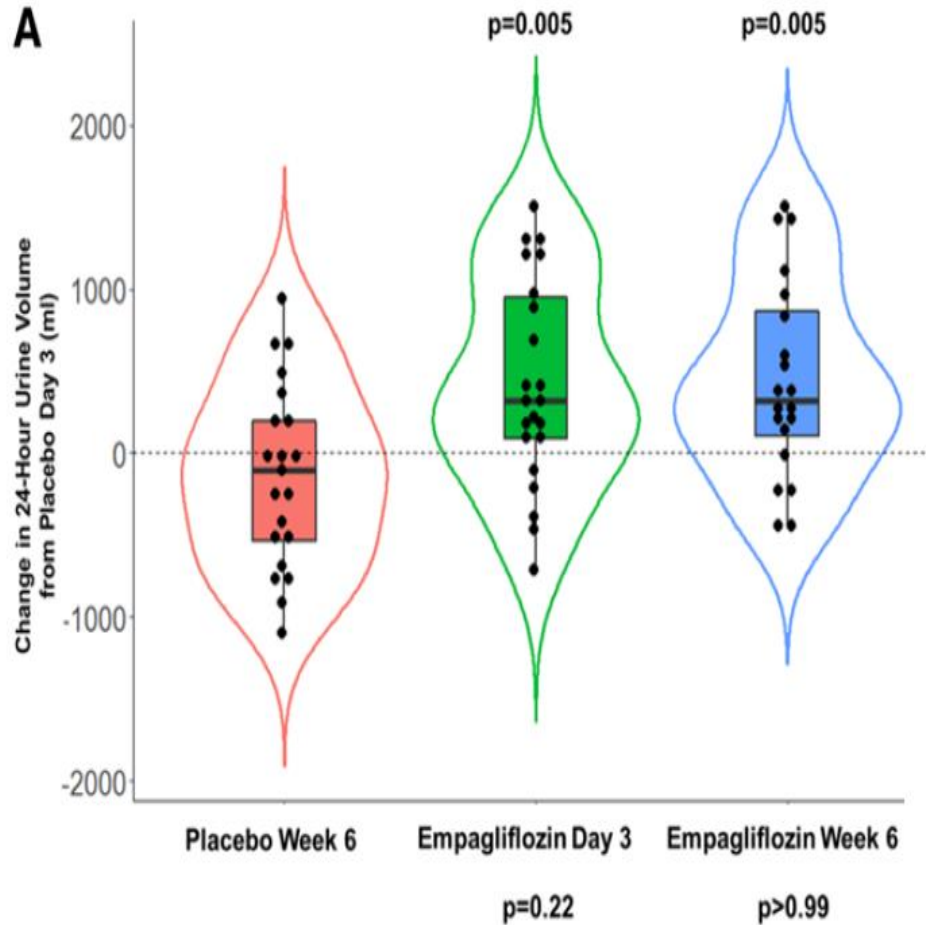 A
p=0.005
p=0.005
Change in 24-Hour Urine Volume
from Placebo Day 3 (ml)
2000
1000
0
-1000
-2000
Placebo Week 6
Empagliflozin Day 3
Empagliflozin Week 6
p=0.22
p>0.99